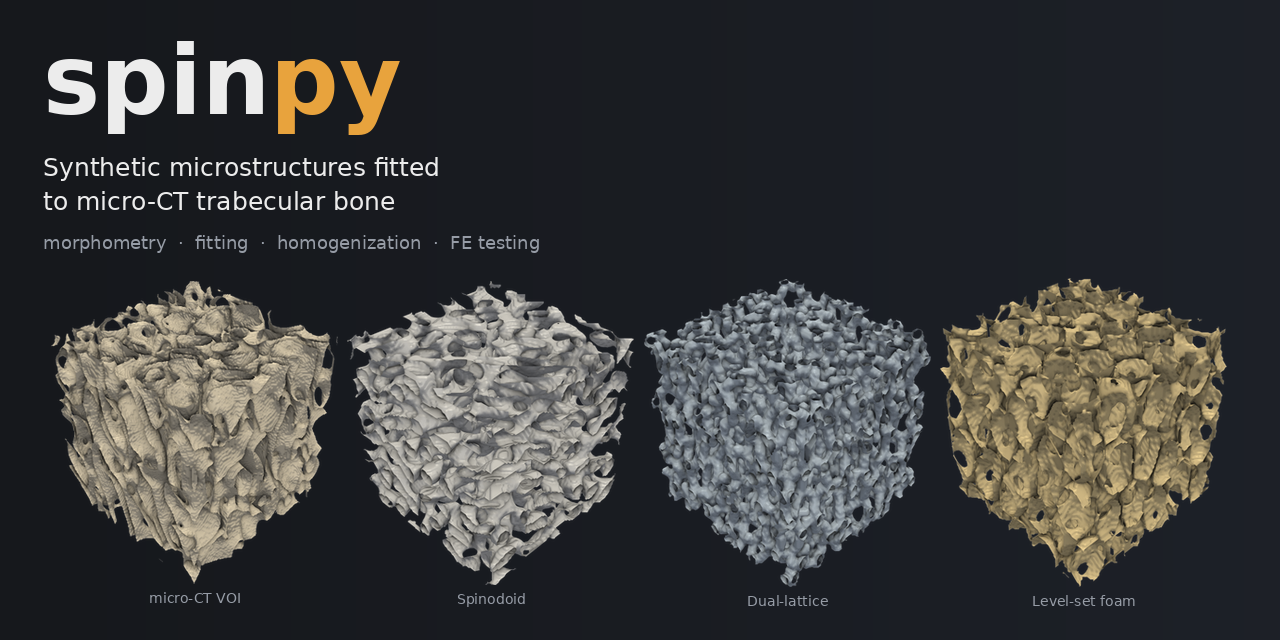 spinpy
Synthetic microstructures fitted
to micro-CT trabecular bone
morphometry · fitting · homogenization · FE testing
micro-CT VOI
Spinodoid
Dual-lattice
Level-set foam